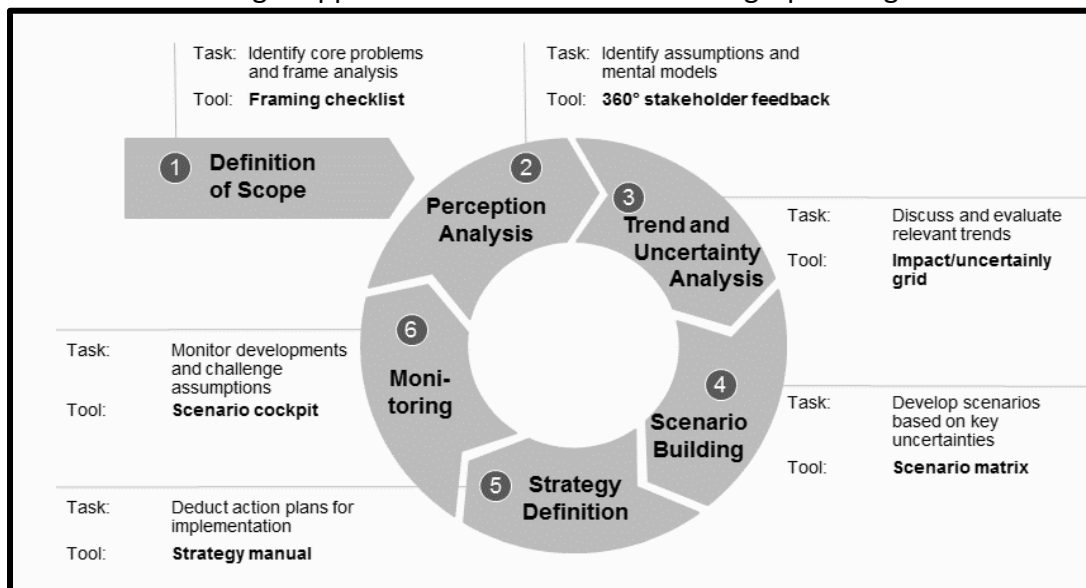 Task: Identify core problems
and frame analysis
Tool: Framing checklist
Task: Identify assumptions and
mental models
Tool: 360° stakeholder feedback
1 Definition
of Scope
2
Perception
Analysis
3
Trend and
Uncertainty
Analysis
Task: Discuss and evaluate
relevant trends
Tool: Impact/uncertainly
grid
4
Scenario
Building
Task: Develop scenarios
based on key
uncertainties
Tool: Scenario matrix
5 Strategy
Definition
Task: Deduct action plans for
implementation
Tool: Strategy manual
6
Moni-
toring
Task: Monitor developments
and challenge
assumptions
Tool: Scenario cockpit